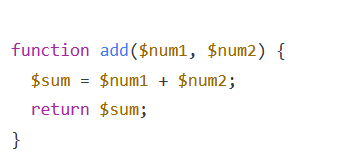 function add($num1, $num2) {
  $sum = $num1 + $num2;
  return $sum;
}